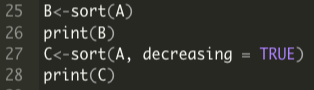 25 B<-sort(A)
26 print(B)
27 C<-sort(A, decreasing = TRUE)
28 print(C)